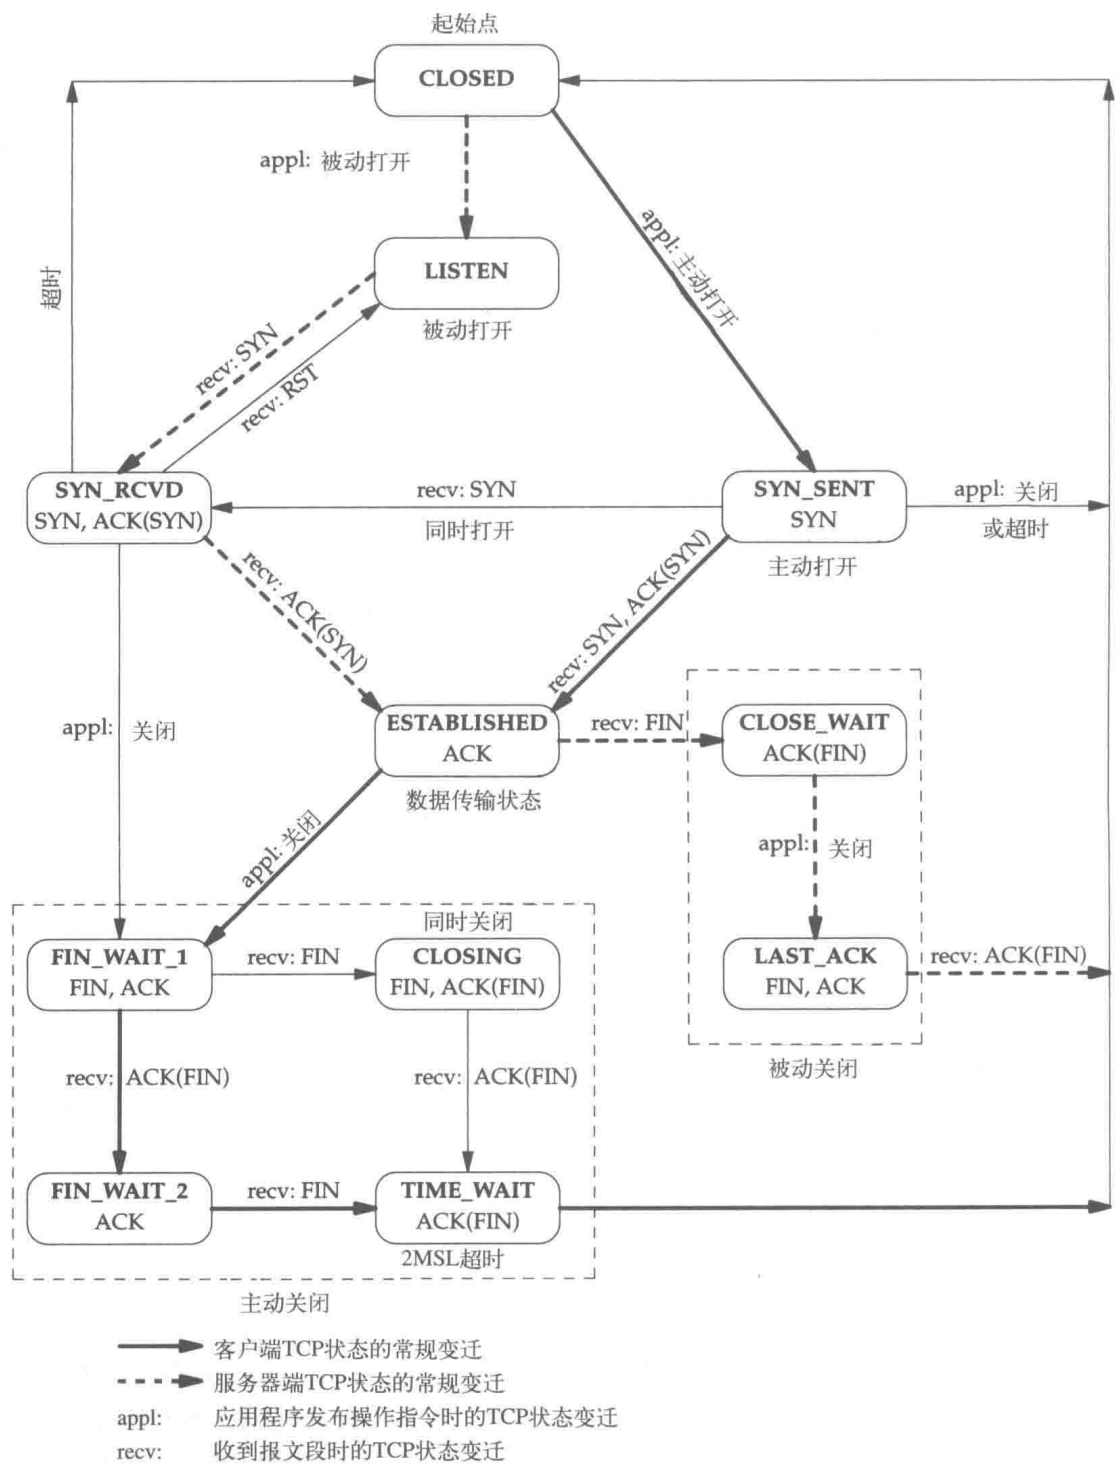 起始点
CLOSED
appl: 被动打开
appl: 主动打开
LISTEN
被动打开
超时
recv: SYN
recv: RST
SYN_RCVD
SYN, ACK(SYN)
recv: SYN
同时打开
SYN_SENT
SYN
主动打开
appl: 关闭
或超时
recv: ACK(SYN)
recv: SYN, ACK(SYN)
appl: 关闭
ESTABLISHED
ACK
数据传输状态
recv: FIN
CLOSE_WAIT
ACK(FIN)
appl: 关闭
appl: 关闭
同时关闭
FIN_WAIT_1
FIN, ACK
recv: FIN
CLOSING
FIN, ACK(FIN)
LAST_ACK
FIN, ACK
recv: ACK(FIN)
被动关闭
recv: ACK(FIN)
recv: ACK(FIN)
FIN_WAIT_2
ACK
recv: FIN
TIME_WAIT
ACK(FIN)
2MSL超时
主动关闭
客户端TCP状态的常规变迁
服务器端TCP状态的常规变迁
appl: 应用程序发布操作指令时的TCP状态变迁
recv: 收到报文段时的TCP状态变迁